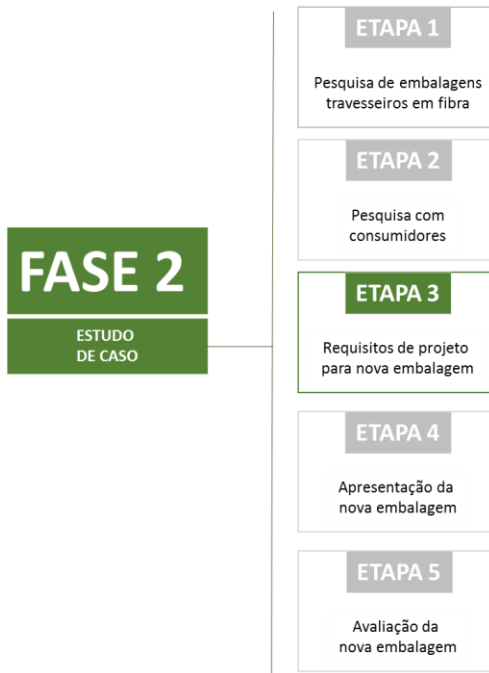 FASE 2
ESTUDO
DE CASO
ETAPA 1
Pesquisa de embalagens
travesseiros em fibra
ETAPA 2
Pesquisa com
consumidores
ETAPA 3
Requisitos de projeto
para nova embalagem
ETAPA 4
Apresentação da
nova embalagem
ETAPA 5
Avaliação da
nova embalagem